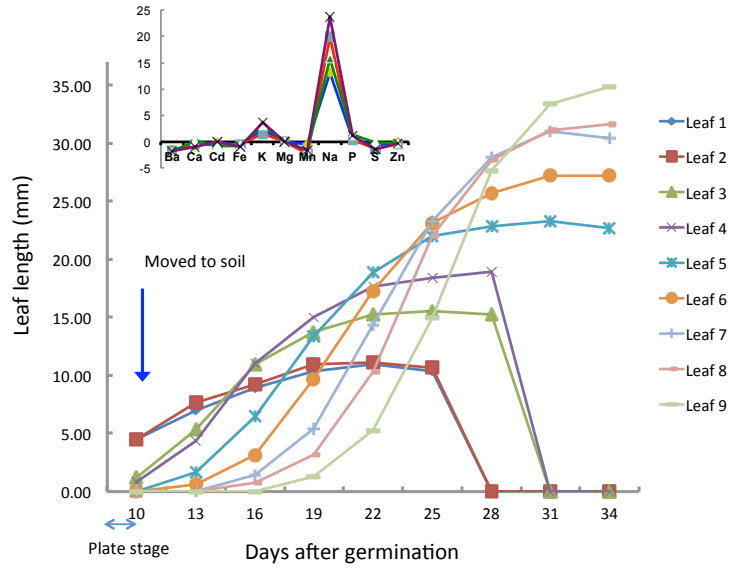 25
20
15
10
5
0
-5
Ba Ca Cd Fe K Mg Mn Na P S Zn
35.00
30.00
25.00
20.00
15.00
10.00
5.00
0.00
Leaf length (mm)
Moved to soil
10 13 16 19 22 25 28 31 34
Plate stage
Days after germination
Leaf 1
Leaf 2
Leaf 3
Leaf 4
Leaf 5
Leaf 6
Leaf 7
Leaf 8
Leaf 9